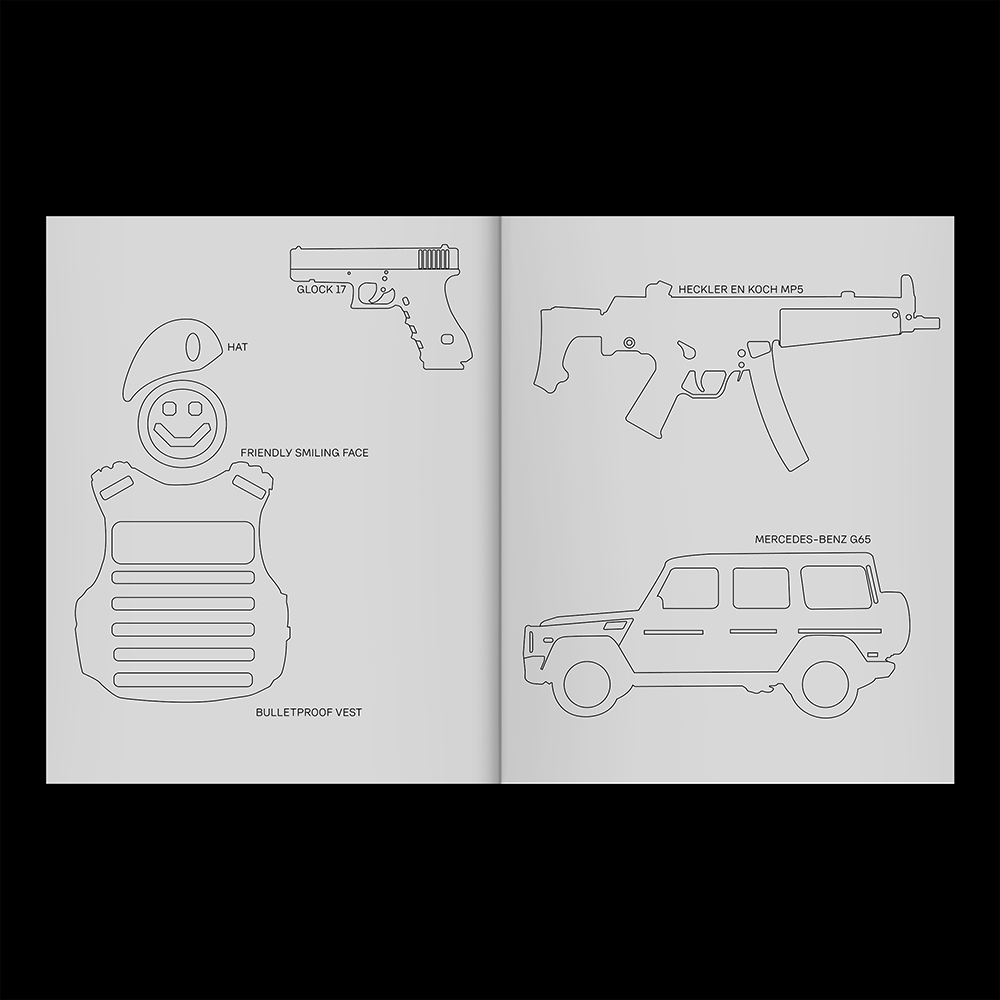 GLOCK 17
HAT
FRIENDLY SMILING FACE
BULLETPROOF VEST
HECKLER EN KOCH MP5
MERCEDES-BENZ G65